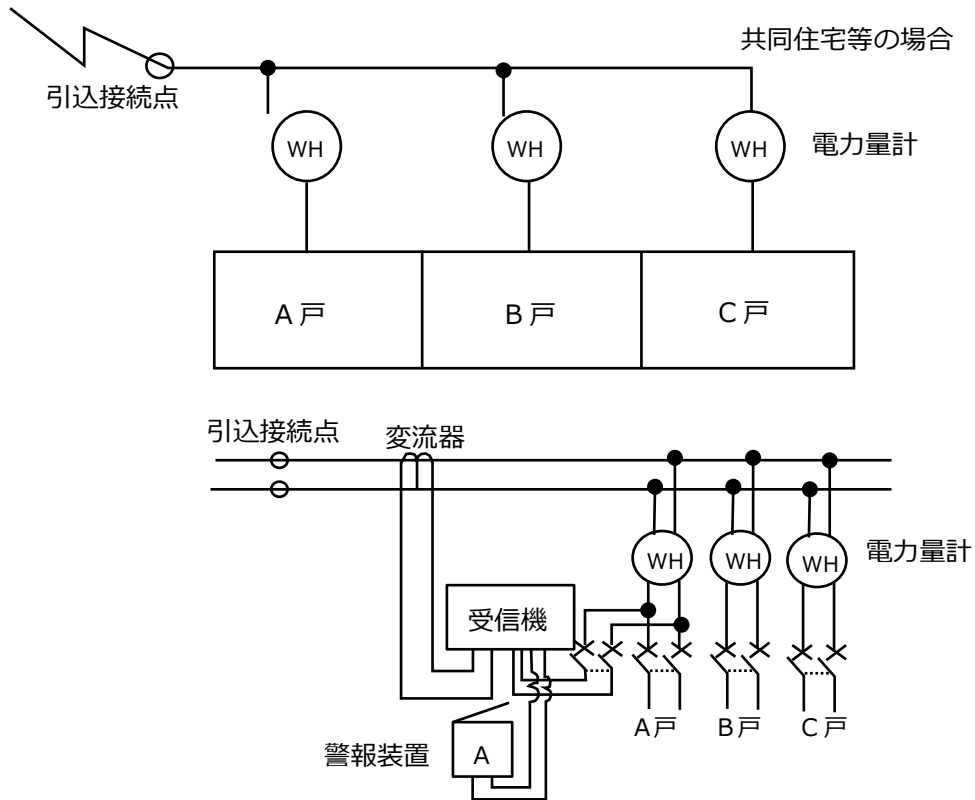 共同住宅等の場合
引込接続点
WH
WH
WH
電力量計
A戸
B戸
C戸
引込接続点
変流器
WH
WH
WH
電力量計
受信機
A戸
B戸
C戸
警報装置
A